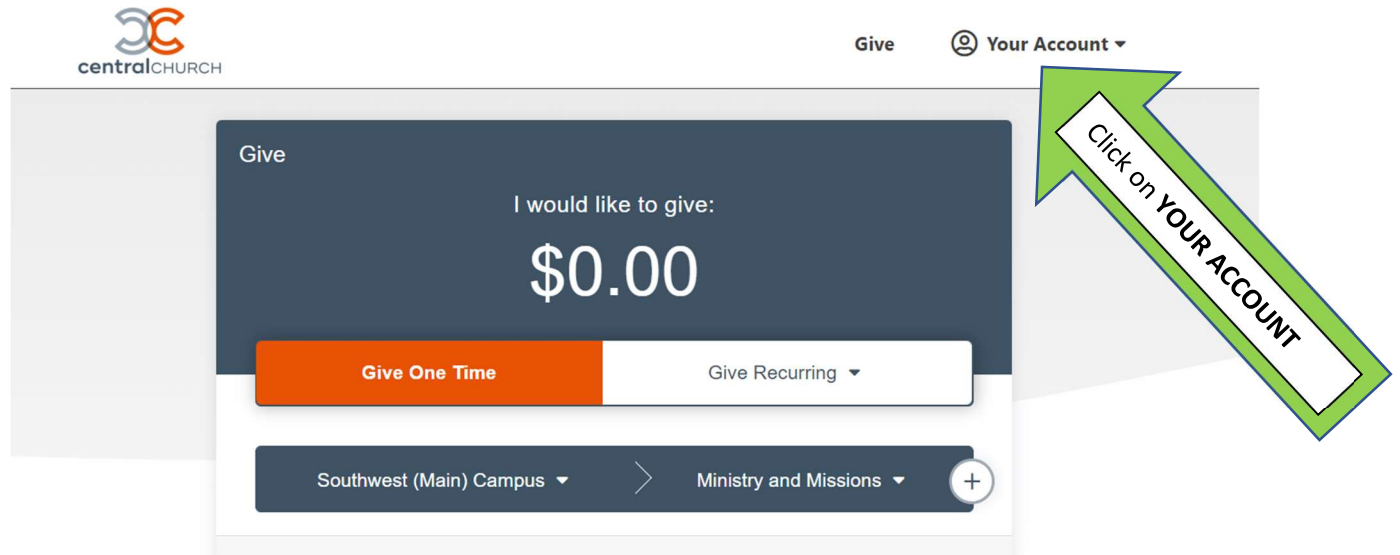 centralCHURCH
Give
Your Account
Click on YOUR ACCOUNT
Give
I would like to give:
$0.00
Give One Time
Give Recurring
Southwest (Main) Campus
Ministry and Missions
+